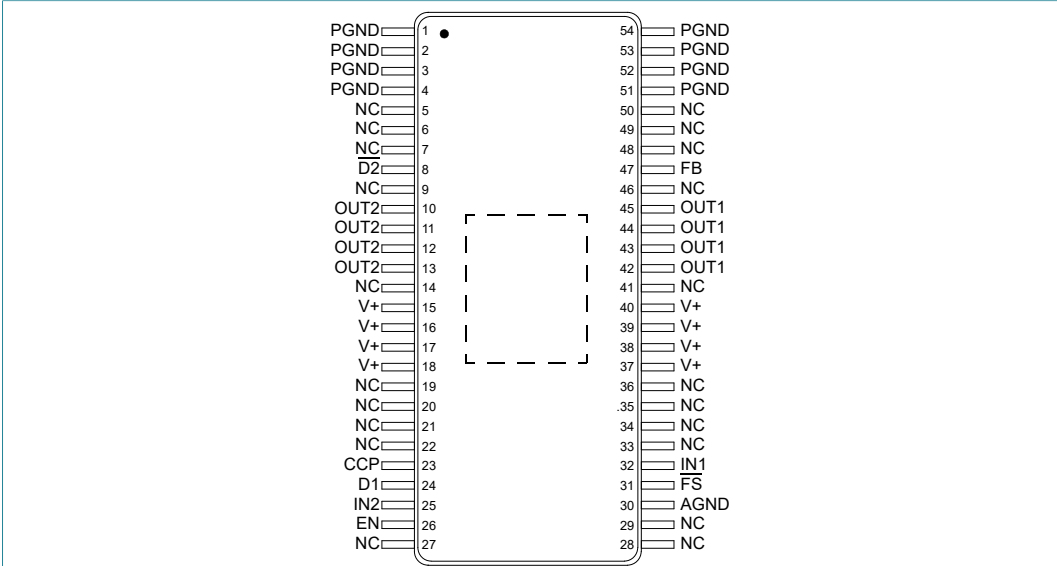 PGND 1 54 PGND
PGND 2 53 PGND
PGND 3 52 PGND
PGND 4 51 PGND
NC 5 50 NC
NC 6 49 NC
NC 7 48 NC
D2 8 47 FB
NC 9 46 NC
OUT2 10 45 OUT1
OUT2 11 44 OUT1
OUT2 12 43 OUT1
OUT2 13 42 OUT1
NC 14 41 NC
V+ 15 40 V+
V+ 16 39 V+
V+ 17 38 V+
V+ 18 37 V+
NC 19 36 NC
NC 20 .35 NC
NC 21 34 NC
NC 22 33 NC
CCP 23 32 IN1
D1 24 31 FS
IN2 25 30 AGND
EN 26 29 NC
NC 27 28 NC